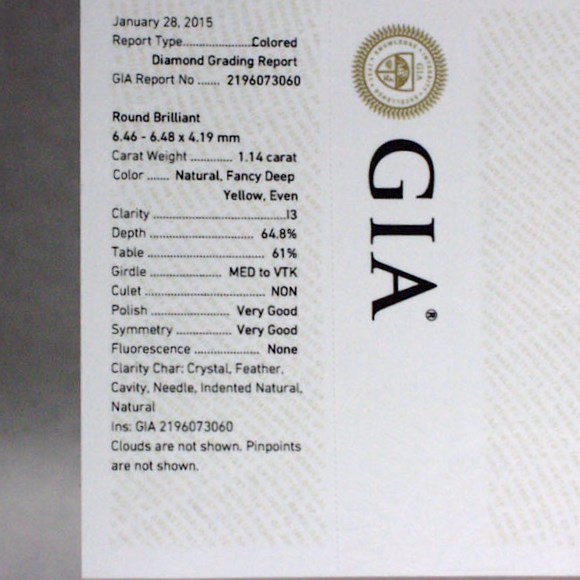 January 28, 2015
Report Type......................Colored
Diamond Grading Report
GIA Report No ....... 2196073060
Round Brilliant
6.46 - 6.48 x 4.19 mm
Carat Weight ............. 1.14 carat
Color ....... Natural, Fancy Deep
Yellow, Even
Clarity .........................................I3
Depth ................................ 64.8%
Table ..................................... 61%
Girdle ...................... MED to VTK
Culet ..................................... NON
Polish ........................ Very Good
Symmetry ................. Very Good
Fluorescence .................... None
Clarity Char: Crystal, Feather,
Cavity, Needle, Indented Natural,
Natural
Ins: GIA 2196073060
Clouds are not shown. Pinpoints
are not shown.
GIA®